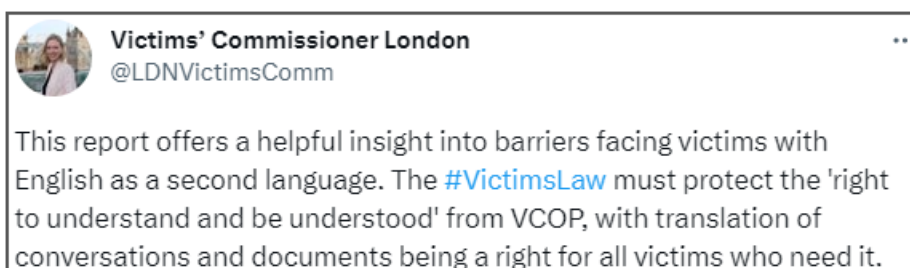 Victims’ Commissioner London
@LDNVictimsComm
This report offers a helpful insight into barriers facing victims with
English as a second language. The #VictimsLaw must protect the 'right
to understand and be understood' from VCOP, with translation of
conversations and documents being a right for all victims who need it.